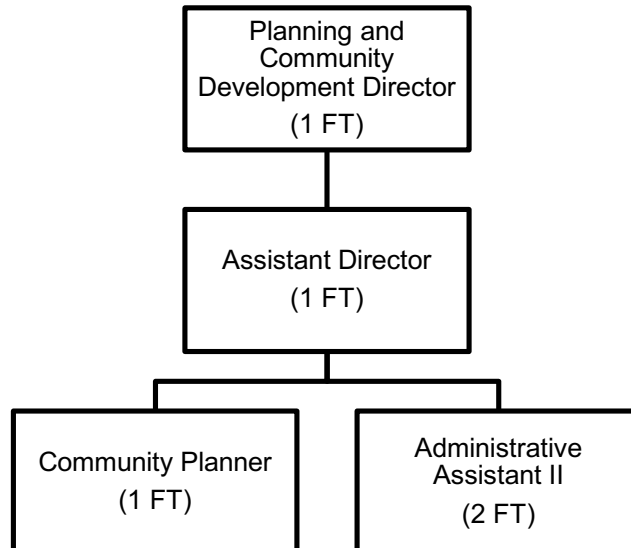 Planning and
Community
Development Director
(1 FT)
Assistant Director
(1 FT)
Community Planner
(1 FT)
Administrative
Assistant II
(2 FT)